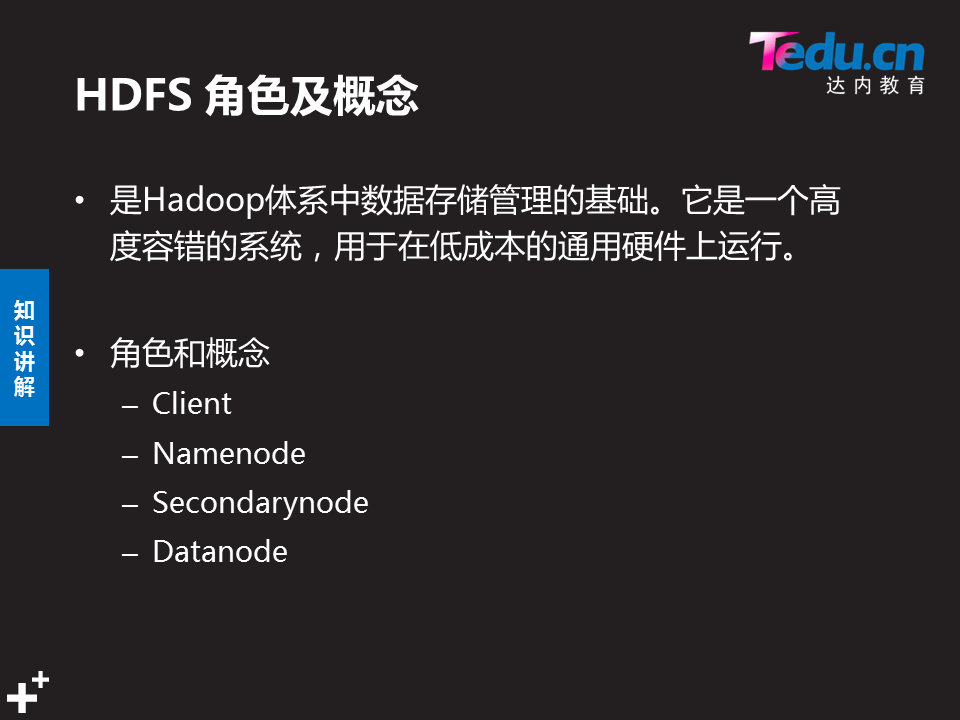 Tedu.cn
达内教育
HDFS 角色及概念
• 是Hadoop体系中数据存储管理的基础。它是一个高
度容错的系统，用于在低成本的通用硬件上运行。
知识讲解
• 角色和概念
– Client
– Namenode
– Secondarynode
– Datanode